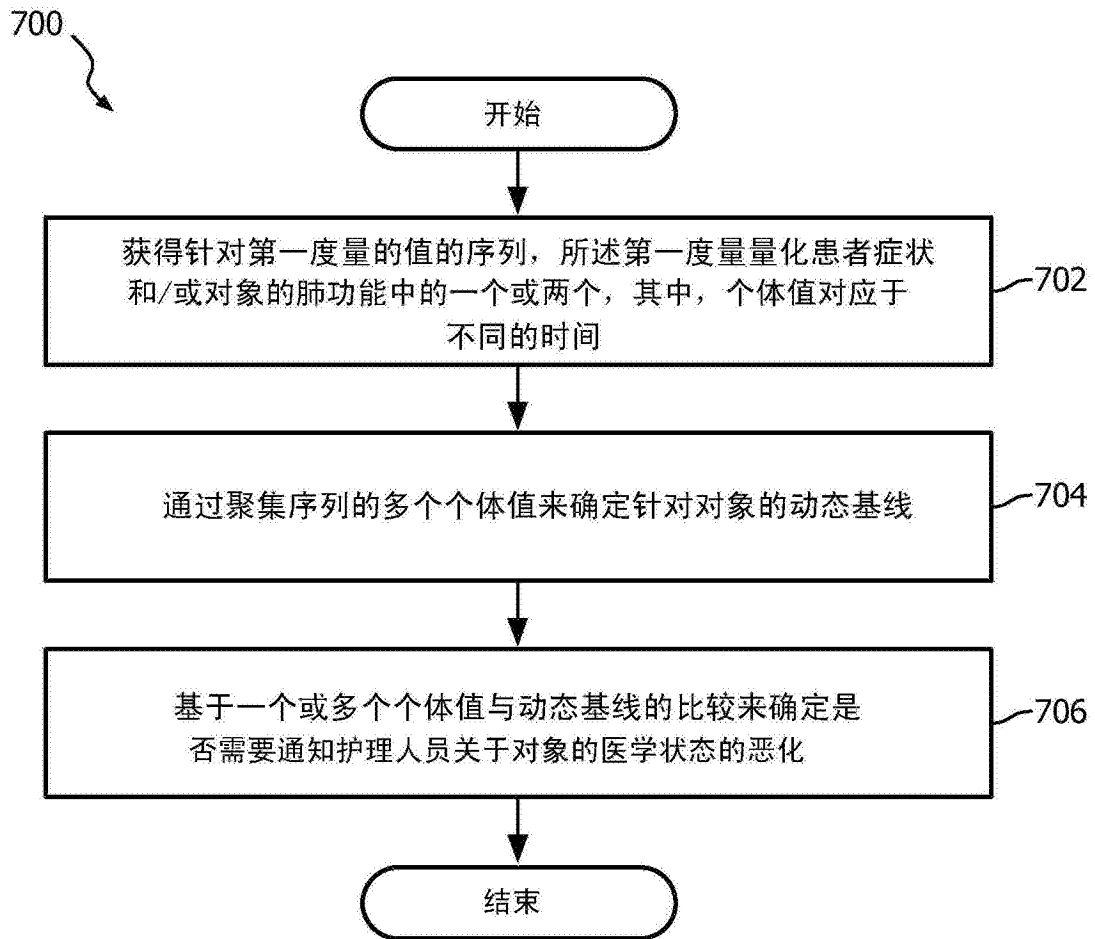 700
开始
获得针对第一度量的值的序列，所述第一度量量化患者症状
和/或对象的肺功能中的一个或两个，其中，个体值对应于
不同的时间
702
通过聚集序列的多个个体值来确定针对对象的动态基线
704
基于一个或多个个体值与动态基线的比较来确定是
否需要通知护理人员关于对象的医学状态的恶化
706
结束